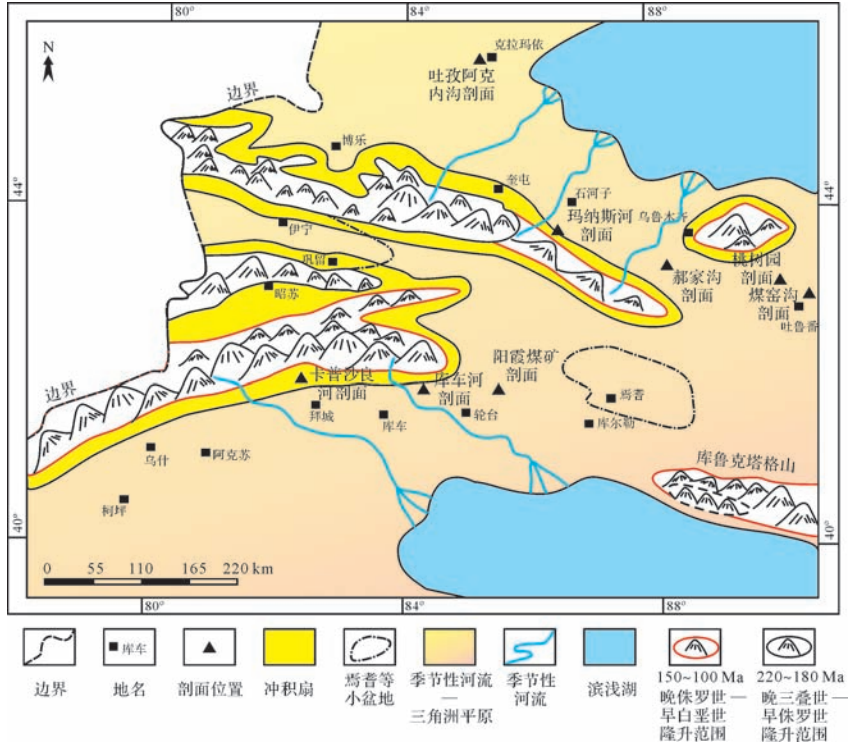 80°
84°
88°
N
克拉玛依
吐孜阿克
内沟剖面
边界
博乐
44°
奎屯
石河子
玛纳斯河
剖面
乌鲁木齐
44°
伊宁
巩留
郝家沟
剖面
桃树园
剖面
煤窑沟
剖面
吐鲁番
昭苏
边界
卡普沙良
河剖面
库车河
剖面
阳霞煤矿
剖面
焉耆
拜城
库车
轮台
库尔勒
乌什
阿克苏
库鲁克塔格山
柯坪
40°
40°
0 55 110 165 220 km
80°
84°
88°
库车
边界
地名
剖面位置
冲积扇
焉耆等
小盆地
季节性河流
—
三角洲平原
季节性
河流
滨浅湖
150~100 Ma
晚侏罗世—
早白垩世
隆升范围
220~180 Ma
晚三叠世—
早侏罗世
隆升范围